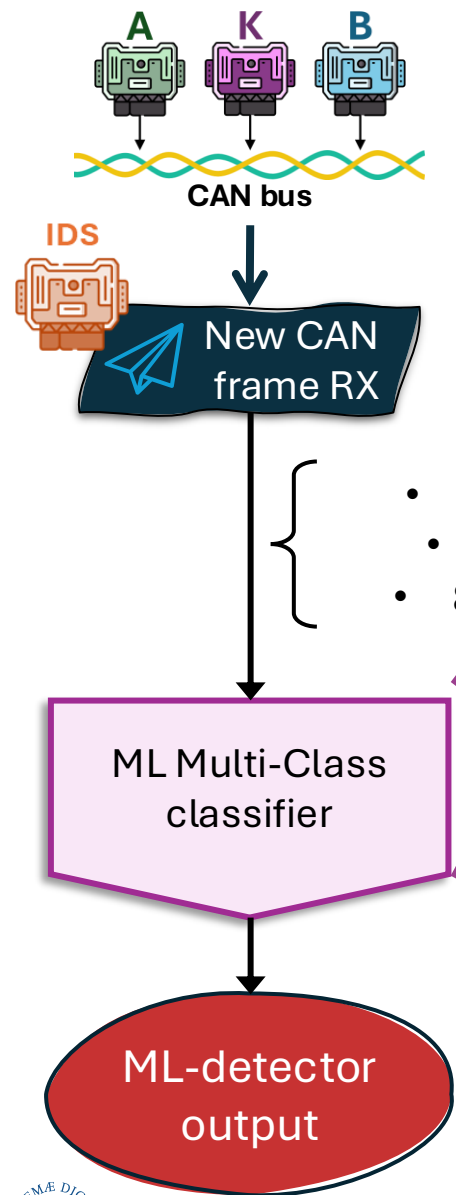 A K B
CAN bus
IDS
New CAN
frame RX
•
•
•
ML Multi-Class
classifier
ML-detector
output